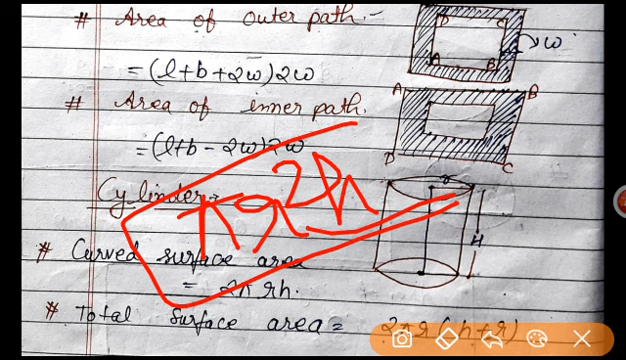 # Area of outer path :-
= (l+b+2w)2w
# Area of inner path.
= (l+b - 2w)2w
Cylinder :-
πr²h
# Curved surface area
= 2πrh.
# Total surface area = 2πr(h+r)
D C
A B
w
A B
D C
r
H